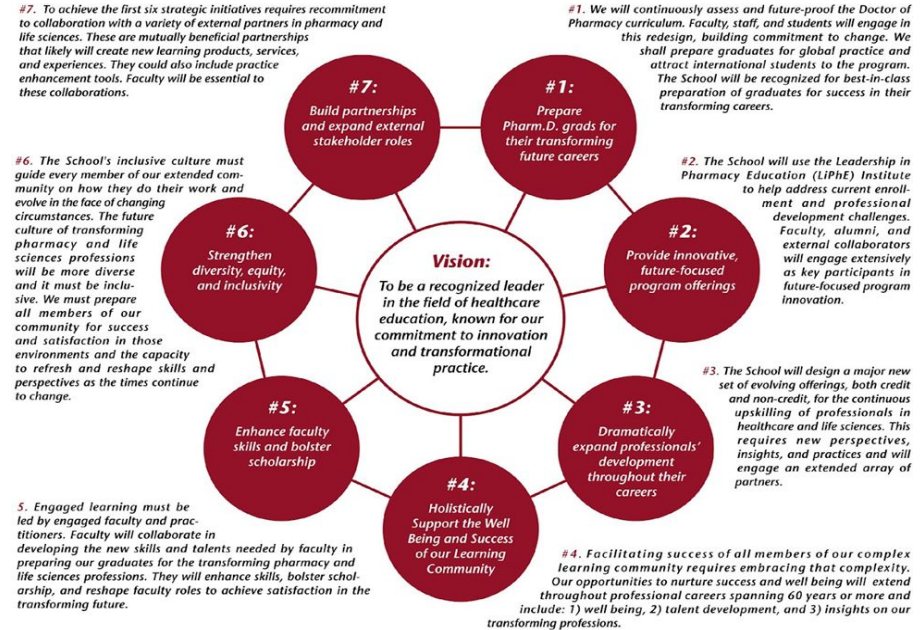 #7. To achieve the first six strategic initiatives requires recommitment
to collaboration with a variety of external partners in pharmacy and
life sciences. These are mutually beneficial partnerships
that likely will create new learning products, services,
and experiences. They could also include practice
enhancement tools. Faculty will be essential to
these collaborations.
#1. We will continuously assess and future-proof the Doctor of
Pharmacy curriculum. Faculty, staff, and students will engage in
this redesign, building commitment to change. We
shall prepare graduates for global practice and
attract international students to the program.
The School will be recognized for best-in-class
preparation of graduates for success in their
transforming careers.
#7:
Build partnerships
and expand external
stakeholder roles
#1:
Prepare
Pharm.D. grads for
their transforming
future careers
#6. The School's inclusive culture must
guide every member of our extended com-
munity on how they do their work and
evolve in the face of changing
circumstances. The future
culture of transforming
pharmacy and life
sciences professions
will be more diverse
and it must be inclu-
sive. We must prepare
all members of our
community for success
and satisfaction in those
environments and the capacity
to refresh and reshape skills and
perspectives as the times continue
to change.
#2. The School will use the Leadership in
Pharmacy Education (LiPhE) Institute
to help address current enroll-
ment and professional
development challenges.
Faculty, alumni, and
external collaborators
will engage extensively
as key participants in
future-focused program
innovation.
#6:
Strengthen
diversity, equity,
and inclusivity
#2:
Provide innovative,
future-focused
program offerings
Vision:
To be a recognized leader
in the field of healthcare
education, known for our
commitment to innovation
and transformational
practice.
#3. The School will design a major new
set of evolving offerings, both credit
and non-credit, for the continuous
upskilling of professionals in
healthcare and life sciences. This
requires new perspectives,
insights, and practices and will
engage an extended array of
partners.
#5:
Enhance faculty
skills and bolster
scholarship
#3:
Dramatically
expand professionals'
development
throughout their
careers
#4:
Holistically
Support the Well
Being and Success
of our Learning
Community
5. Engaged learning must be
led by engaged faculty and prac-
titioners. Faculty will collaborate in
developing the new skills and talents needed by faculty in
preparing our graduates for the transforming pharmacy and
life sciences professions. They will enhance skills, bolster schol-
arship, and reshape faculty roles to achieve satisfaction in the
transforming future.
#4. Facilitating success of all members of our complex
learning community requires embracing that complexity.
Our opportunities to nurture success and well being will extend
throughout professional careers spanning 60 years or more and
include: 1) well being, 2) talent development, and 3) insights on our
transforming professions.